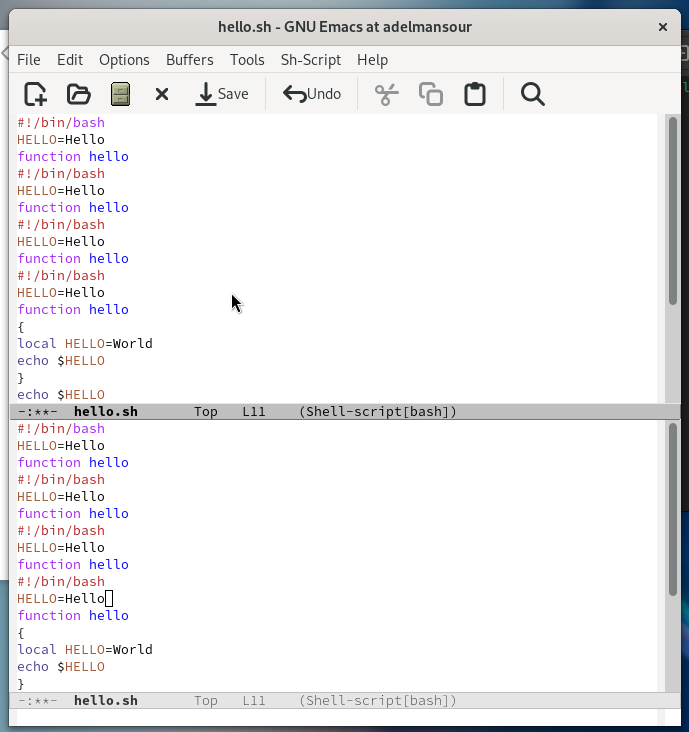 hello.sh - GNU Emacs at adelmansour
File Edit Options Buffers Tools Sh-Script Help
Save Undo
#!/bin/bash
HELLO=Hello
function hello
#!/bin/bash
HELLO=Hello
function hello
#!/bin/bash
HELLO=Hello
function hello
#!/bin/bash
HELLO=Hello
function hello
{
local HELLO=World
echo $HELLO
}
echo $HELLO
-:**- hello.sh Top L11 (Shell-script[bash])
#!/bin/bash
HELLO=Hello
function hello
#!/bin/bash
HELLO=Hello
function hello
#!/bin/bash
HELLO=Hello
function hello
#!/bin/bash
HELLO=Hello
function hello
{
local HELLO=World
echo $HELLO
}
-:**- hello.sh Top L11 (Shell-script[bash])